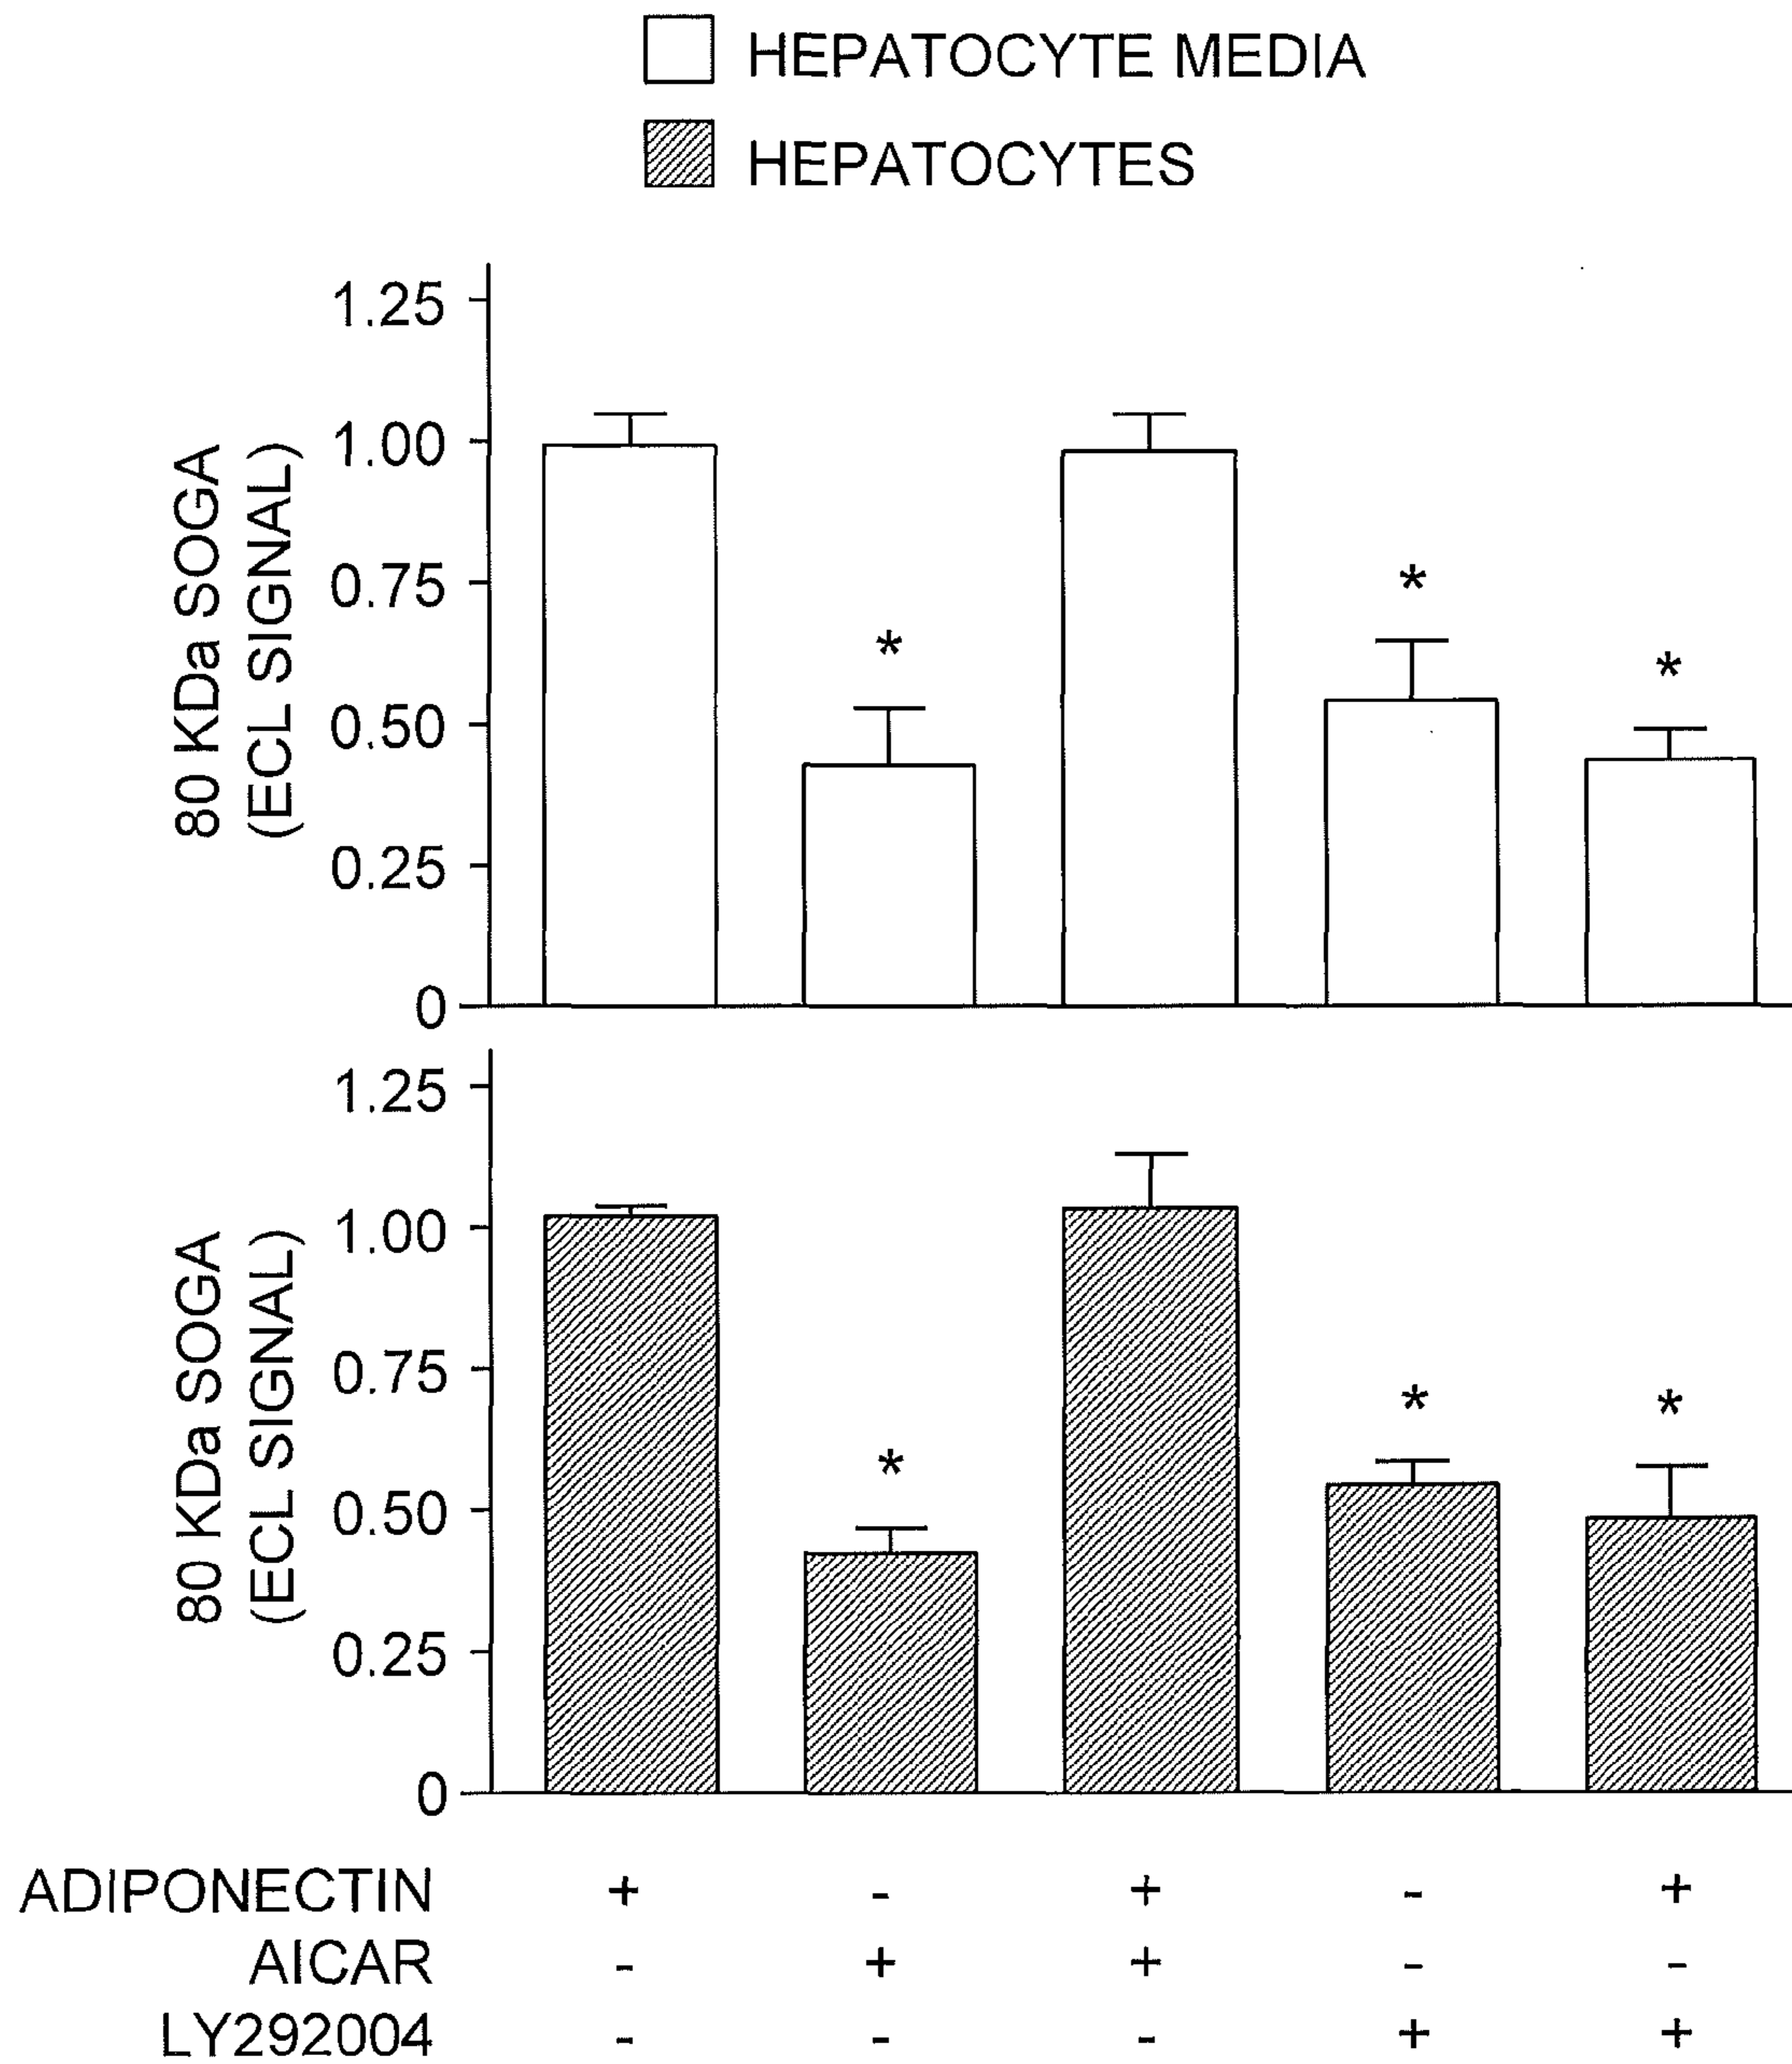 HEPATOCYTE MEDIA
HEPATOCYTES
80 KDa SOGA
(ECL SIGNAL)
1.25
1.00
0.75
0.50
0.25
0
*
*
*
80 KDa SOGA
(ECL SIGNAL)
1.25
1.00
0.75
0.50
0.25
0
*
*
*
ADIPONECTIN + - + - +
AICAR - + + - -
LY292004 - - - + +